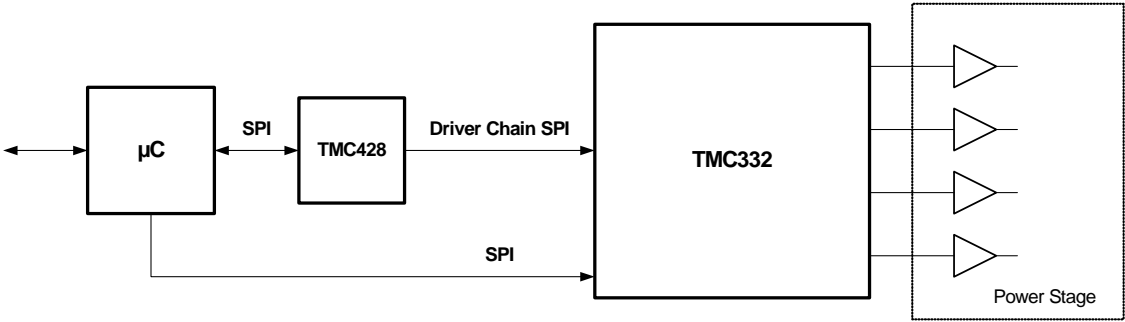 µC
SPI
TMC428
Driver Chain SPI
TMC332
SPI
Power Stage